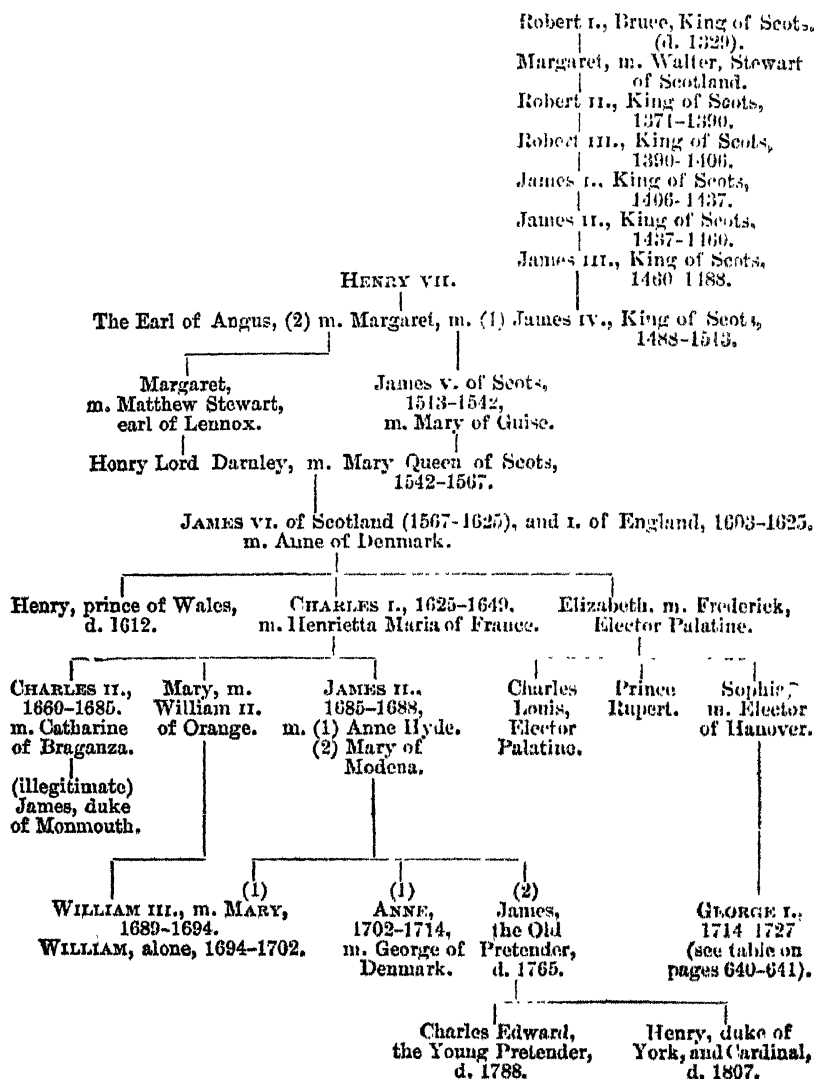 Robert I., Bruce, King of Scots,
(d. 1329).
Margaret, m. Walter, Stewart
of Scotland.
Robert II., King of Scots,
1371-1390.
Robert III., King of Scots,
1390-1406.
James I., King of Scots,
1406-1437.
James II., King of Scots,
1437-1460.
James III., King of Scots,
1460 1488.
HENRY VII.
The Earl of Angus, (2) m. Margaret, m. (1) James IV., King of Scots,
1488-1513.
Margaret,
m. Matthew Stewart,
earl of Lennox.
James V. of Scots,
1513-1542,
m. Mary of Guise.
Henry Lord Darnley, m. Mary Queen of Scots,
1542-1567.
JAMES VI. of Scotland (1567-1625), and I. of England, 1603-1625.
m. Anne of Denmark.
Henry, prince of Wales,
d. 1612.
CHARLES I., 1625-1649.
m. Henrietta Maria of France.
Elizabeth. m. Frederick,
Elector Palatine.
CHARLES II.,
1660-1685.
m. Catharine
of Braganza.
Mary, m.
William II.
of Orange.
JAMES II.,
1685-1688,
m. (1) Anne Hyde.
(2) Mary of
Modena.
Charles
Louis,
Elector
Palatine.
Prince
Rupert.
Sophia,
m. Elector
of Hanover.
(illegitimate)
James, duke
of Monmouth.
(1)
WILLIAM III., m. MARY,
1689-1694.
WILLIAM, alone, 1694-1702.
(1)
ANNE,
1702-1714,
m. George of
Denmark.
(2)
James,
the Old
Pretender,
d. 1765.
GEORGE I.,
1714-1727
(see table on
pages 640-641).
Charles Edward,
the Young Pretender,
d. 1788.
Henry, duke of
York, and Cardinal,
d. 1807.